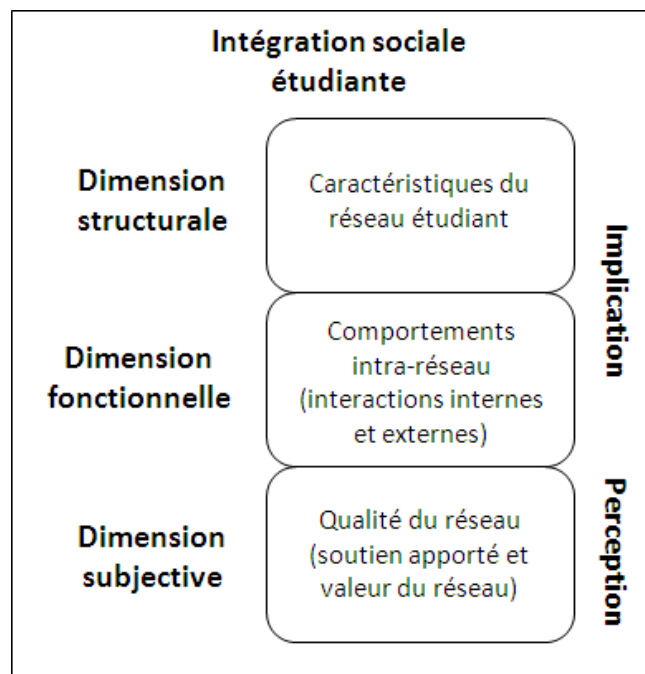 Intégration sociale
étudiante
Dimension
structurale
Caractéristiques du
réseau étudiant
Implication
Dimension
fonctionnelle
Comportements
intra-réseau
(interactions internes
et externes)
Dimension
subjective
Qualité du réseau
(soutien apporté et
valeur du réseau)
Perception